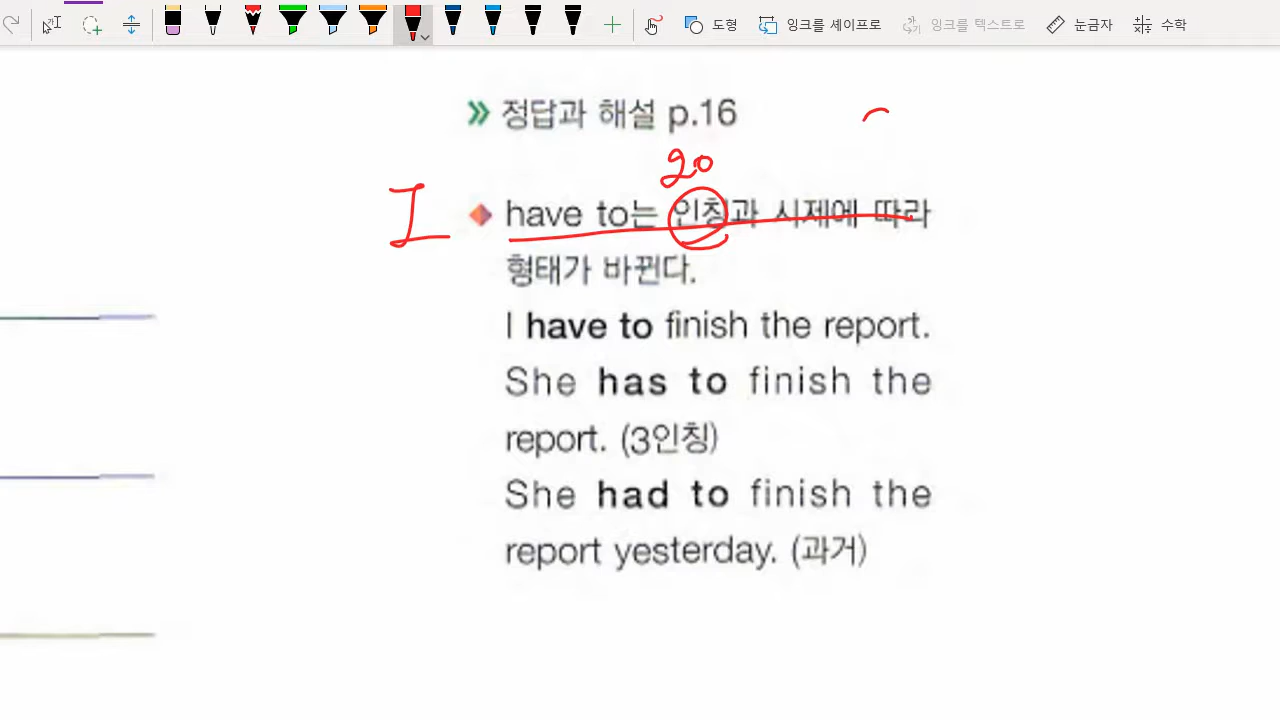 도형 잉크를 셰이프로 잉크를 텍스트로 눈금자 수학
정답과 해설 p.16
20
I
have to는 인칭과 시제에 따라
형태가 바뀐다.
I have to finish the report.
She has to finish the
report. (3인칭)
She had to finish the
report yesterday. (과거)